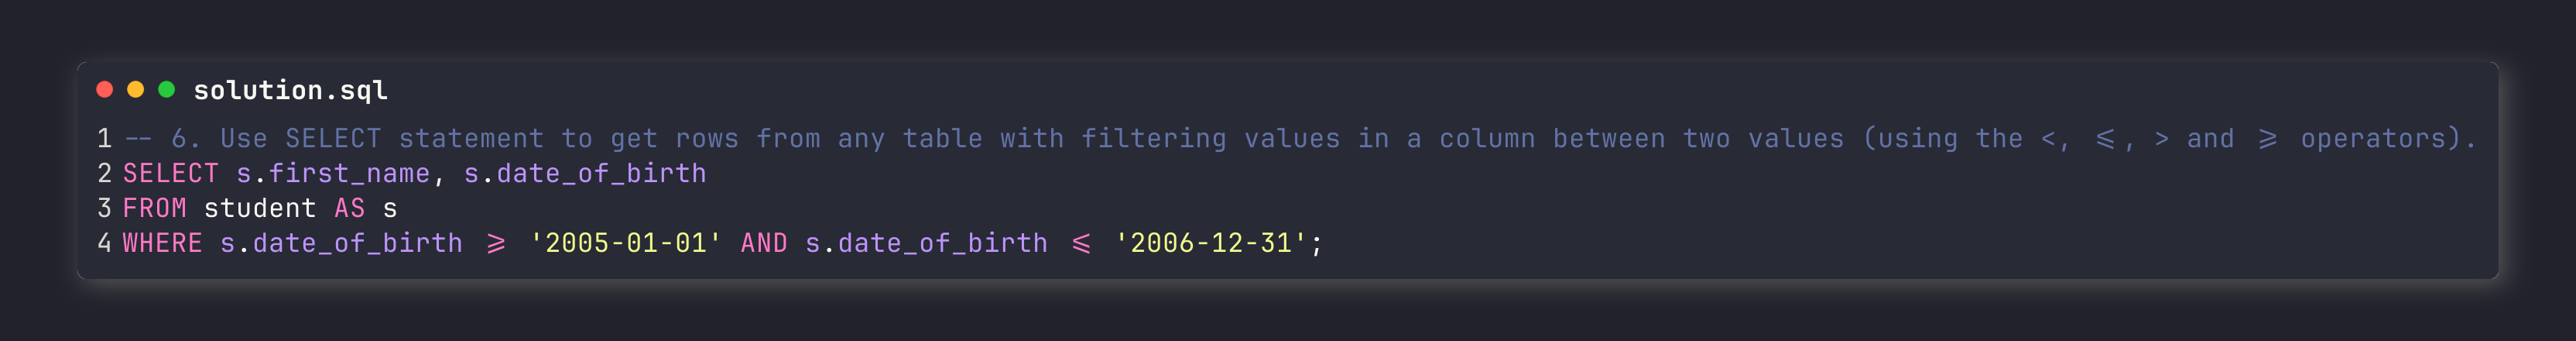 solution.sql
1 -- 6. Use SELECT statement to get rows from any table with filtering values in a column between two values (using the <, <=, > and >= operators).
2 SELECT s.first_name, s.date_of_birth
3 FROM student AS s
4 WHERE s.date_of_birth >= '2005-01-01' AND s.date_of_birth <= '2006-12-31';